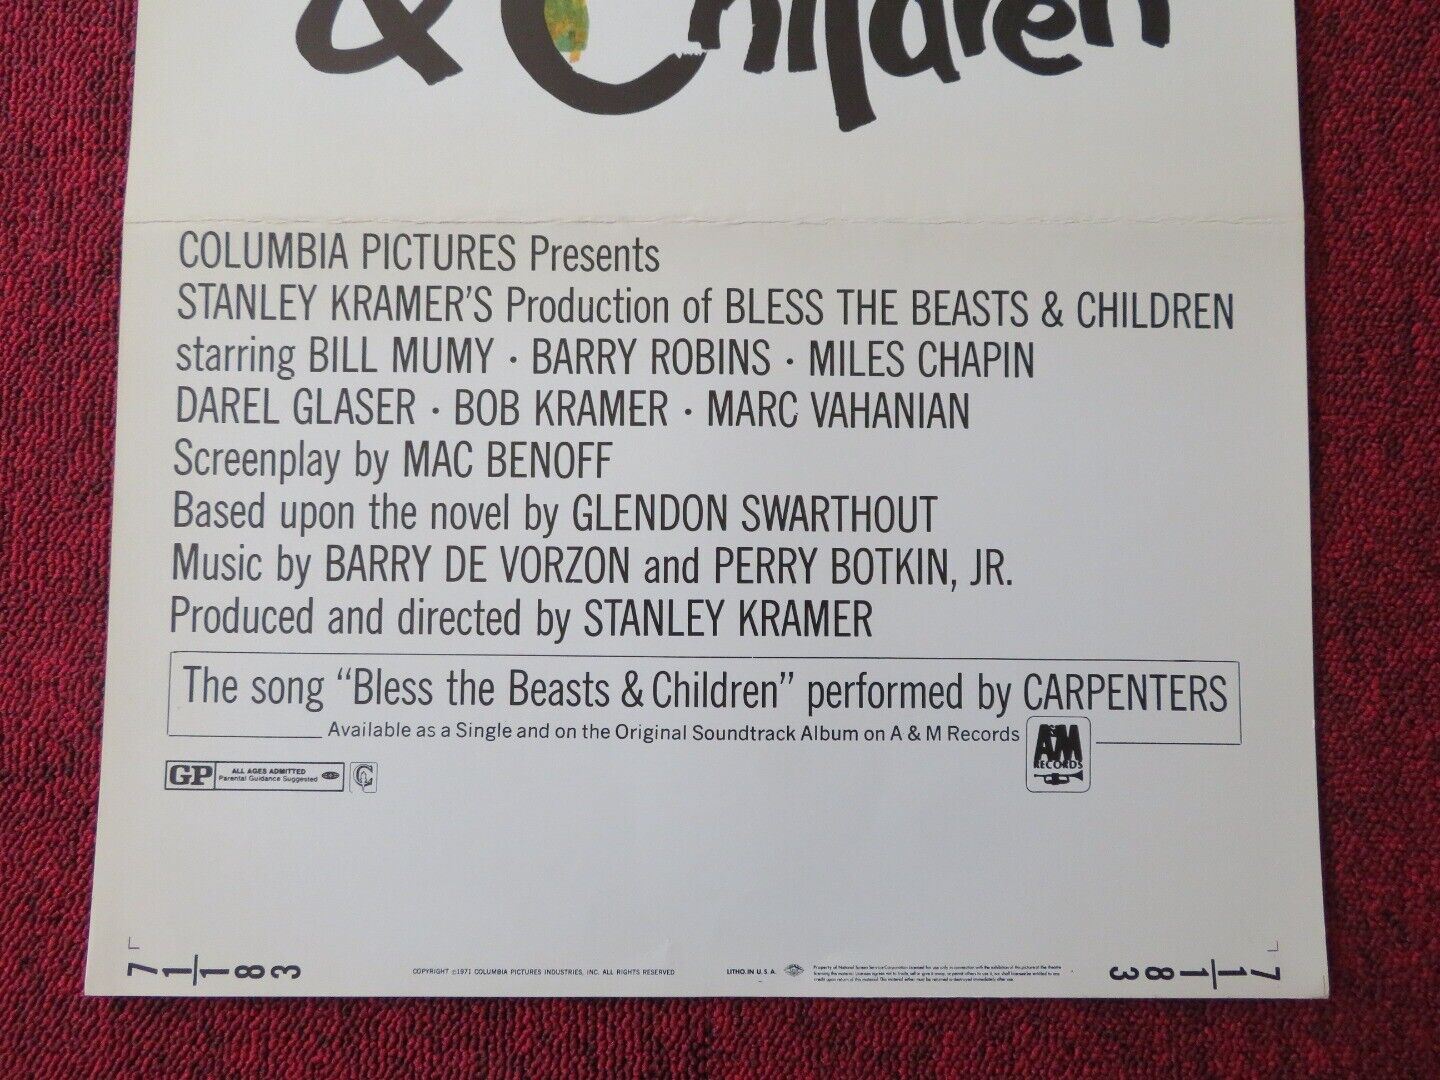 & Children
COLUMBIA PICTURES Presents
STANLEY KRAMER'S Production of BLESS THE BEASTS & CHILDREN
starring BILL MUMY · BARRY ROBINS · MILES CHAPIN
DAREL GLASER · BOB KRAMER · MARC VAHANIAN
Screenplay by MAC BENOFF
Based upon the novel by GLENDON SWARTHOUT
Music by BARRY DE VORZON and PERRY BOTKIN, JR.
Produced and directed by STANLEY KRAMER
The song “Bless the Beasts & Children” performed by CARPENTERS
Available as a Single and on the Original Soundtrack Album on A & M Records
A&M
RECORDS
GP ALL AGES ADMITTED
Parental Guidance Suggested
71/183
COPYRIGHT ©1971 COLUMBIA PICTURES INDUSTRIES, INC. ALL RIGHTS RESERVED
LITHO. IN U.S.A.
71/183